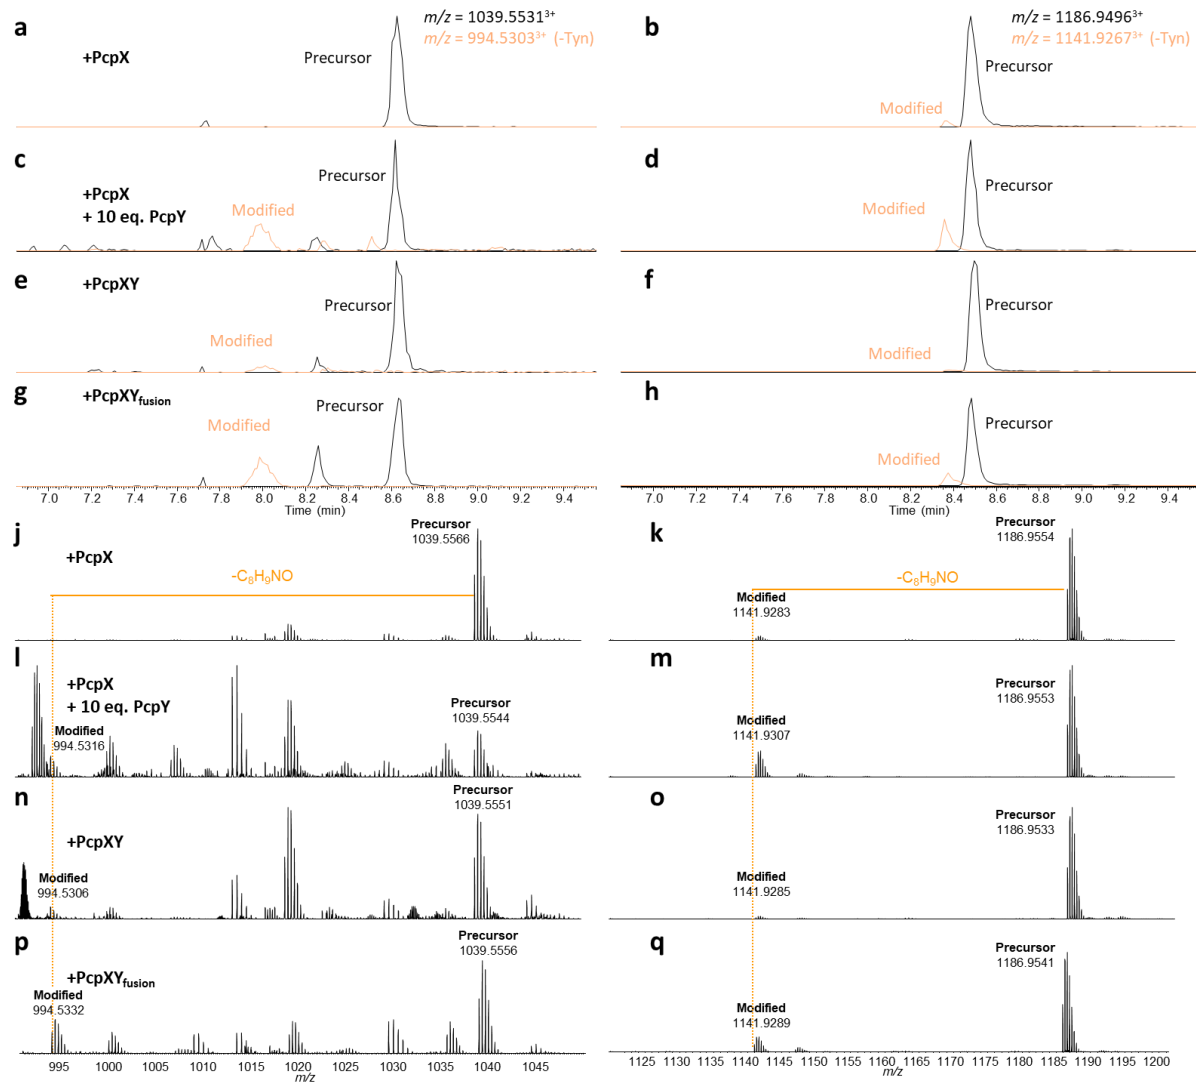 a
m/z = 1039.5531³⁺
m/z = 994.5303³⁺ (-Tyn)
+PcpX
Precursor
b
m/z = 1186.9496³⁺
m/z = 1141.9267³⁺ (-Tyn)
Precursor
Modified
c
+PcpX
+ 10 eq. PcpY
Modified
Precursor
d
Modified
Precursor
e
+PcpXY
Modified
Precursor
f
Modified
Precursor
g
+PcpXYfusion
Modified
Precursor
h
Modified
Precursor
7.0 7.2 7.4 7.6 7.8 8.0 8.2 8.4 8.6 8.8 9.0 9.2 9.4
Time (min)
7.0 7.2 7.4 7.6 7.8 8.0 8.2 8.4 8.6 8.8 9.0 9.2 9.4
Time (min)
j
+PcpX
-C₈H₉NO
Precursor
1039.5566
k
-C₈H₉NO
Modified
1141.9283
Precursor
1186.9554
l
+PcpX
+ 10 eq. PcpY
Modified
994.5316
Precursor
1039.5544
m
Modified
1141.9307
Precursor
1186.9553
n
+PcpXY
Modified
994.5306
Precursor
1039.5551
o
Modified
1141.9285
Precursor
1186.9533
p
+PcpXYfusion
Modified
994.5332
Precursor
1039.5556
q
Modified
1141.9289
Precursor
1186.9541
995 1000 1005 1010 1015 1020 1025 1030 1035 1040 1045
m/z
1125 1130 1135 1140 1145 1150 1155 1160 1165 1170 1175 1180 1185 1190 1195 1200
m/z